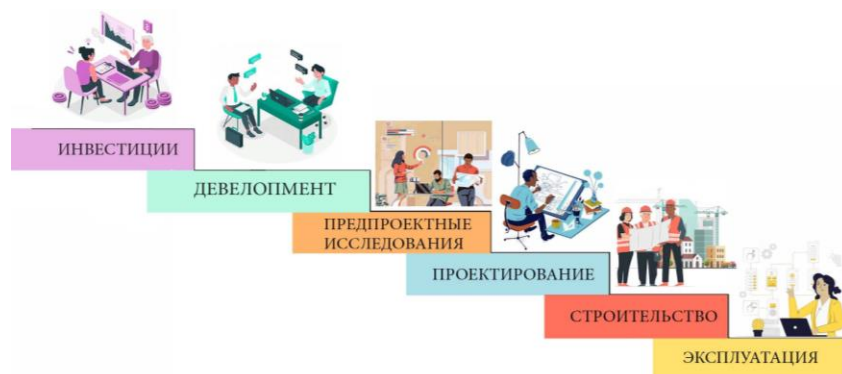 ИНВЕСТИЦИИ
ДЕВЕЛОПМЕНТ
ПРЕДПРОЕКТНЫЕ
ИССЛЕДОВАНИЯ
ПРОЕКТИРОВАНИЕ
СТРОИТЕЛЬСТВО
ЭКСПЛУАТАЦИЯ